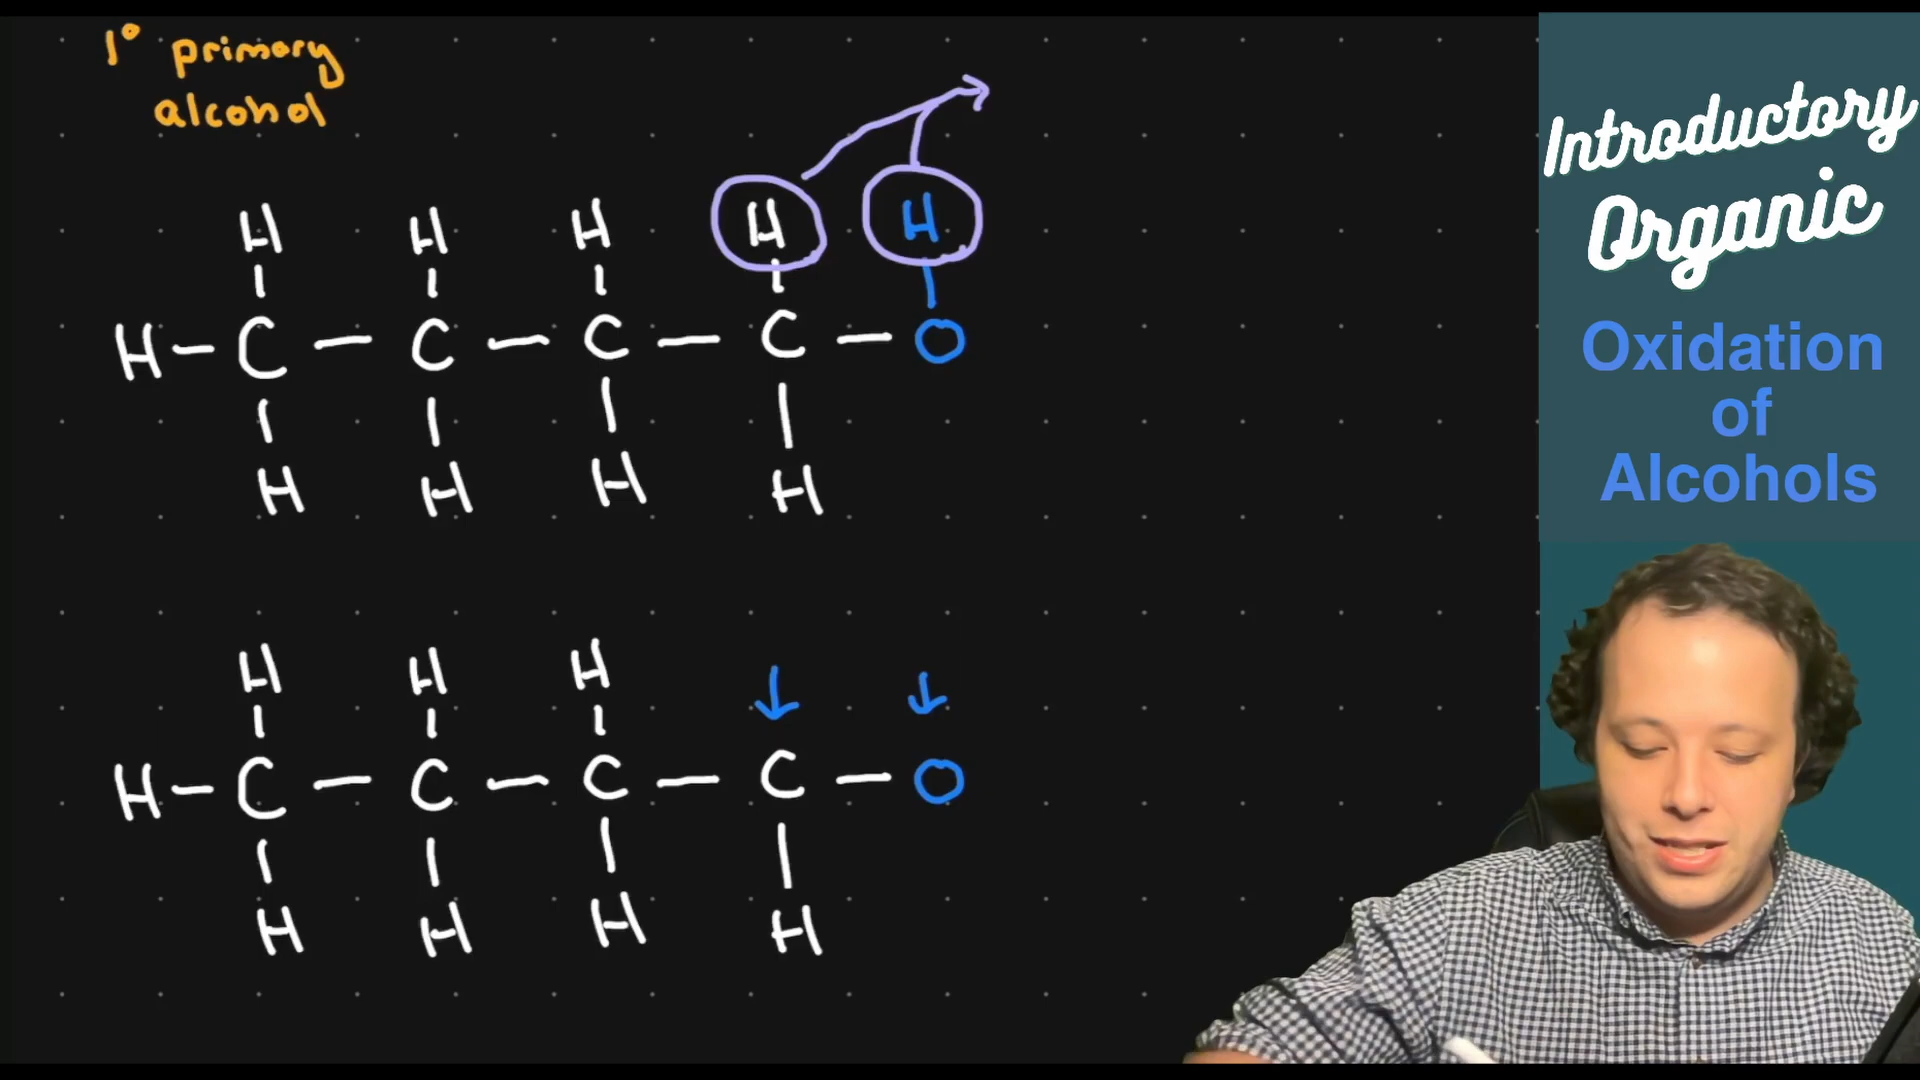 1° primary
alcohol
H H H H H
H-C-C-C-C-O
H H H H
H H H
H-C-C-C-C-O
H H H H
Introductory
Organic
Oxidation
of
Alcohols